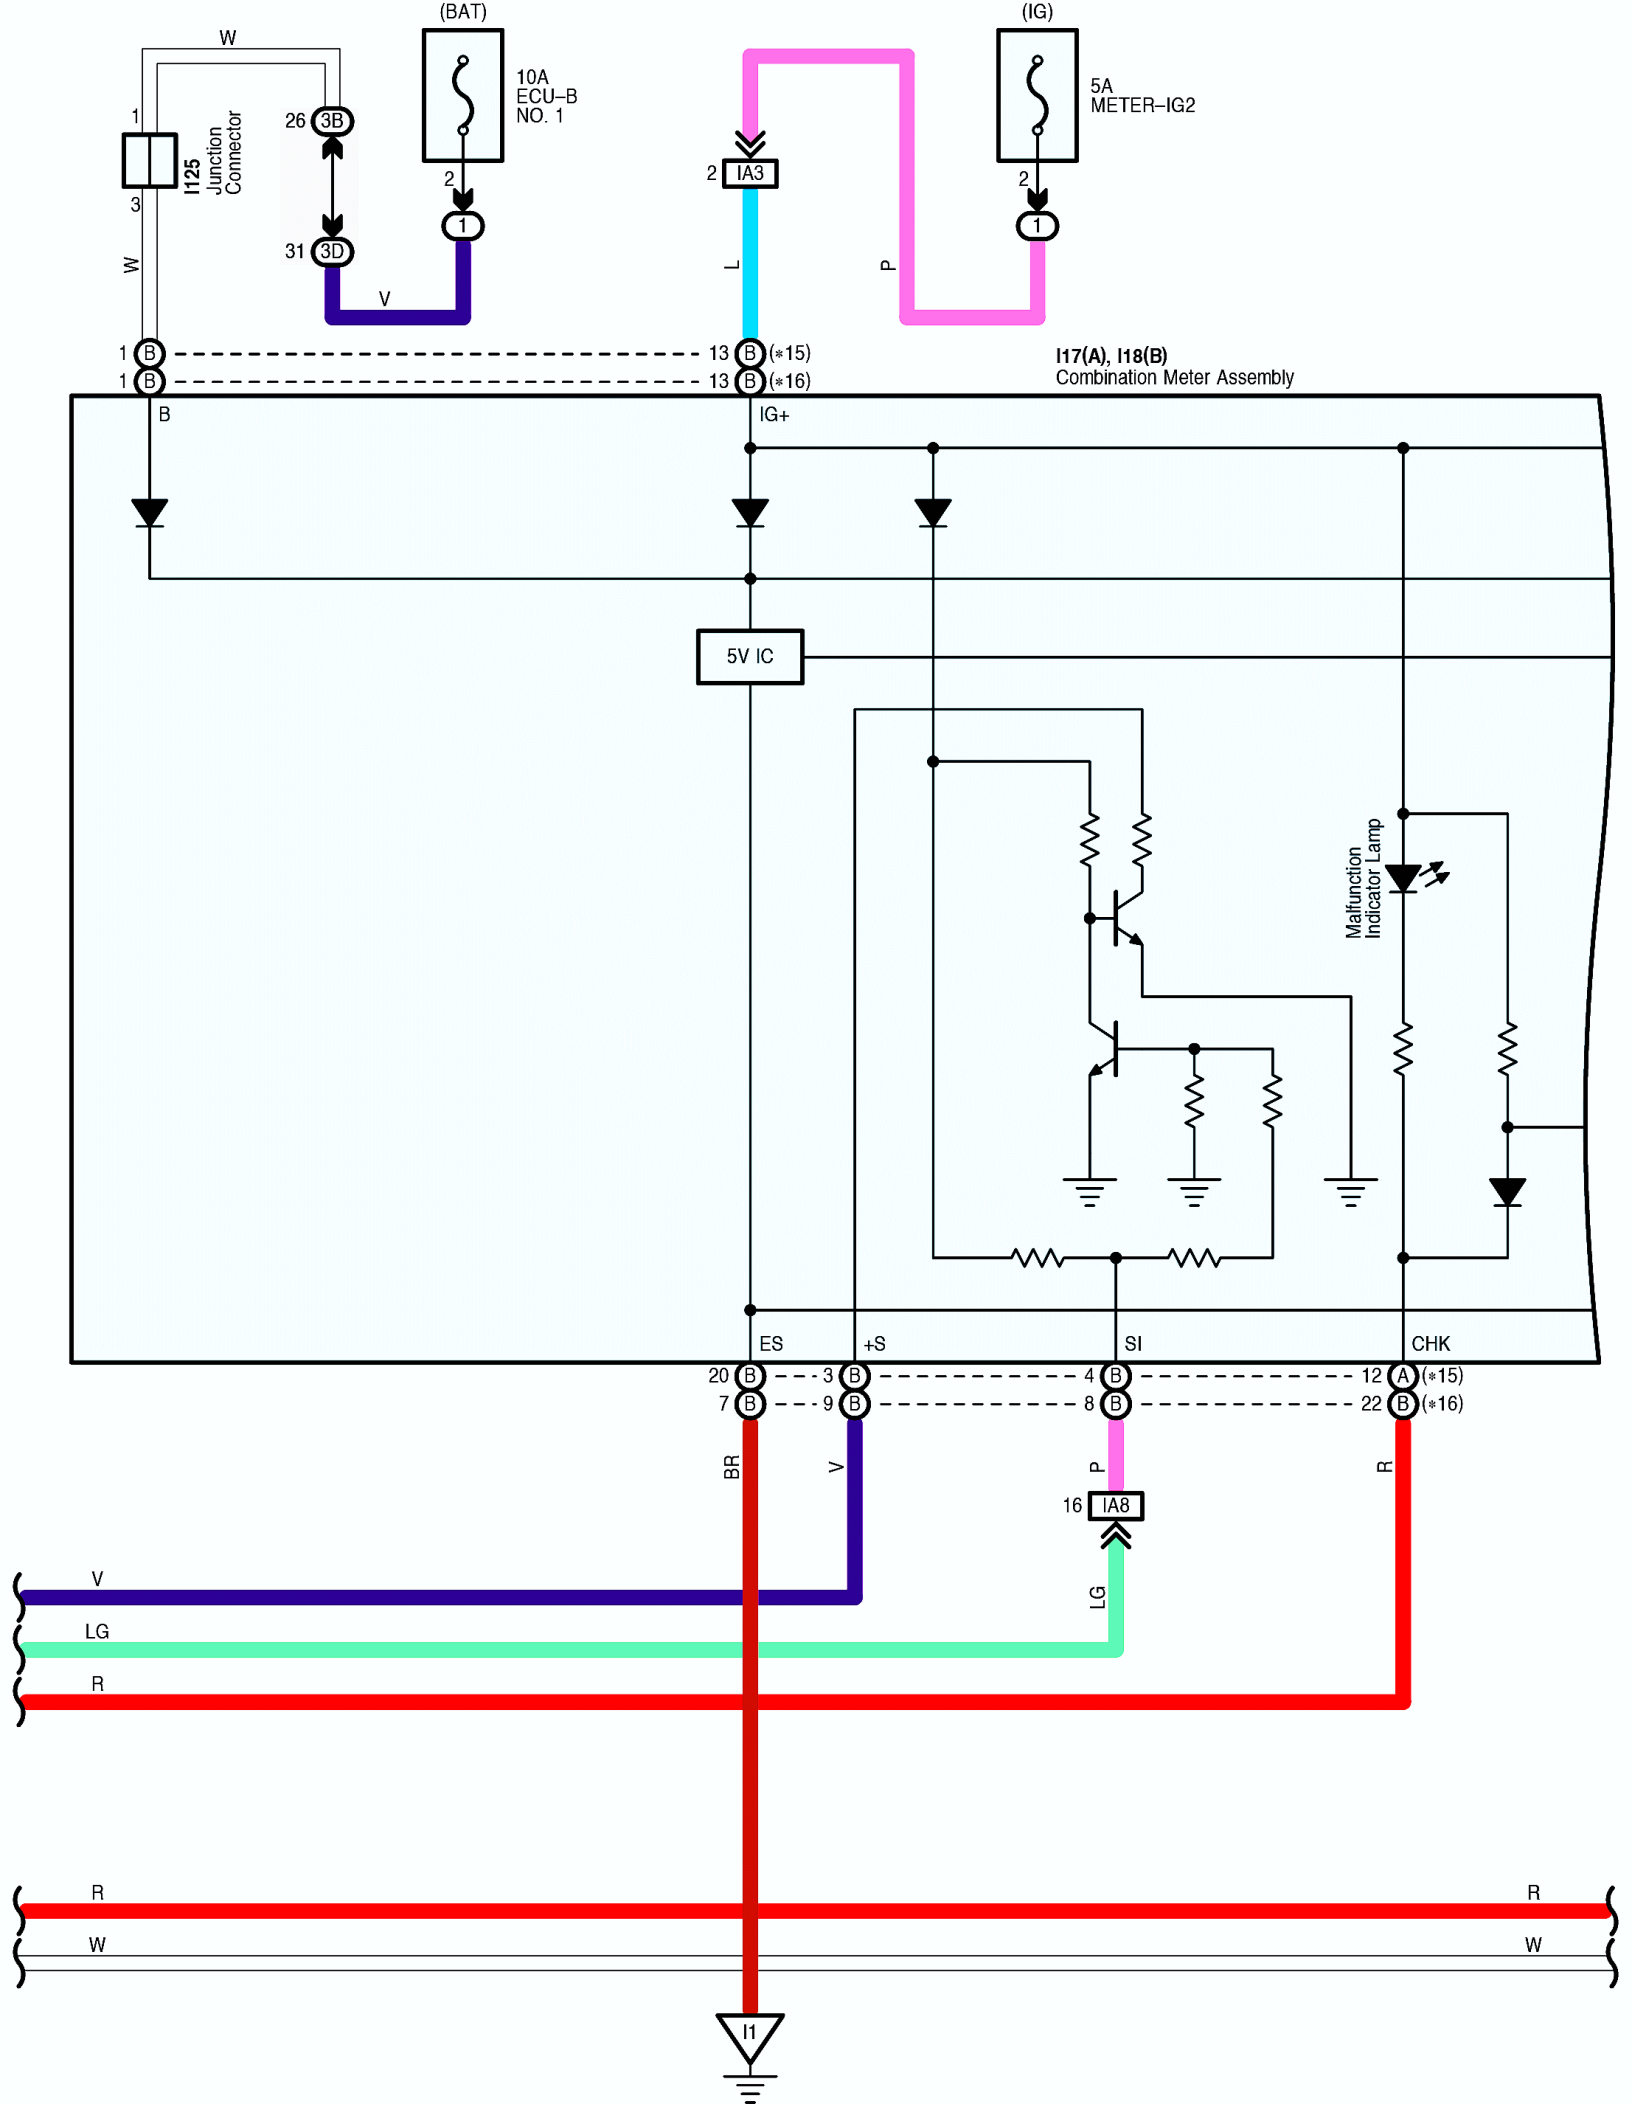 (BAT)
(IG)
W
10A
ECU–B
NO. 1
5A
METER–IG2
1
26 3B
I125
Junction
Connector
2 IA3
2
2
3
1
1
31 3D
W
V
L
P
1 B
13 B (*15)
1 B
13 B (*16)
I17(A), I18(B)
Combination Meter Assembly
B
IG+
5V IC
Malfunction
Indicator Lamp
ES
+S
SI
CHK
20 B
3 B
4 B
12 A (*15)
7 B
9 B
8 B
22 B (*16)
BR
V
P
R
16 IA8
LG
V
LG
R
R
R
W
W
I1